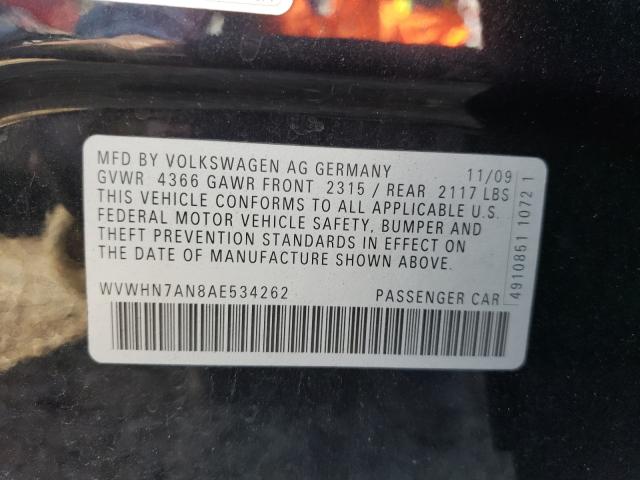 MFD BY VOLKSWAGEN AG GERMANY 11/09
GVWR 4366 GAWR FRONT 2315 / REAR 2117 LBS
THIS VEHICLE CONFORMS TO ALL APPLICABLE U.S.
FEDERAL MOTOR VEHICLE SAFETY, BUMPER AND
THEFT PREVENTION STANDARDS IN EFFECT ON
THE DATE OF MANUFACTURE SHOWN ABOVE.
WVWHN7AN8AE534262 PASSENGER CAR
4910851 1072 1